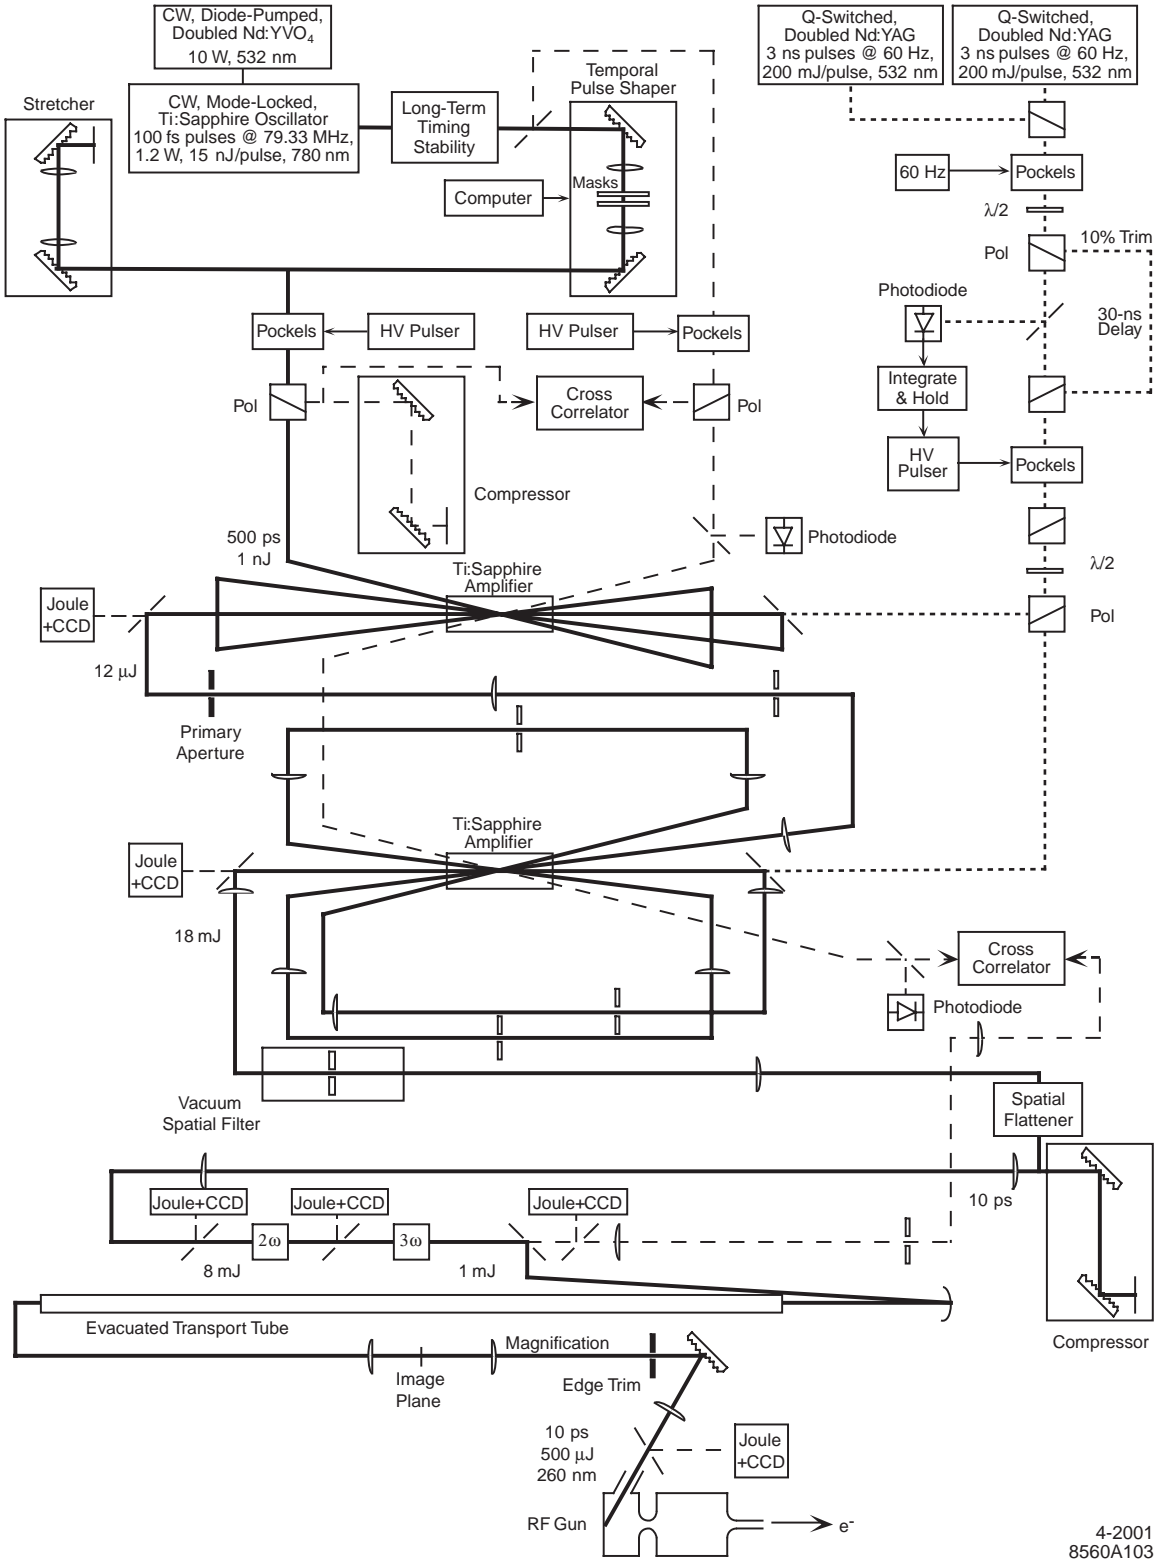 CW, Diode-Pumped,
Doubled Nd:YVO4
10 W, 532 nm
Q-Switched,
Doubled Nd:YAG
3 ns pulses @ 60 Hz,
200 mJ/pulse, 532 nm
Q-Switched,
Doubled Nd:YAG
3 ns pulses @ 60 Hz,
200 mJ/pulse, 532 nm
Stretcher
CW, Mode-Locked,
Ti:Sapphire Oscillator
100 fs pulses @ 79.33 MHz,
1.2 W, 15 nJ/pulse, 780 nm
Long-Term
Timing
Stability
Temporal
Pulse Shaper
Masks
Computer
60 Hz
Pockels
λ/2
Pol
10% Trim
Photodiode
30-ns
Delay
Pockels
HV Pulser
HV Pulser
Pockels
Integrate
& Hold
Pol
Cross
Correlator
Pol
HV
Pulser
Pockels
Compressor
500 ps
1 nJ
Photodiode
λ/2
Ti:Sapphire
Amplifier
Joule
+CCD
Pol
12 μJ
Primary
Aperture
Ti:Sapphire
Amplifier
Joule
+CCD
18 mJ
Cross
Correlator
Photodiode
Vacuum
Spatial Filter
Spatial
Flattener
10 ps
Joule+CCD
Joule+CCD
Joule+CCD
2ω
3ω
8 mJ
1 mJ
Evacuated Transport Tube
Compressor
Magnification
Image
Plane
Edge Trim
10 ps
500 μJ
260 nm
Joule
+CCD
RF Gun
e-
4-2001
8560A103